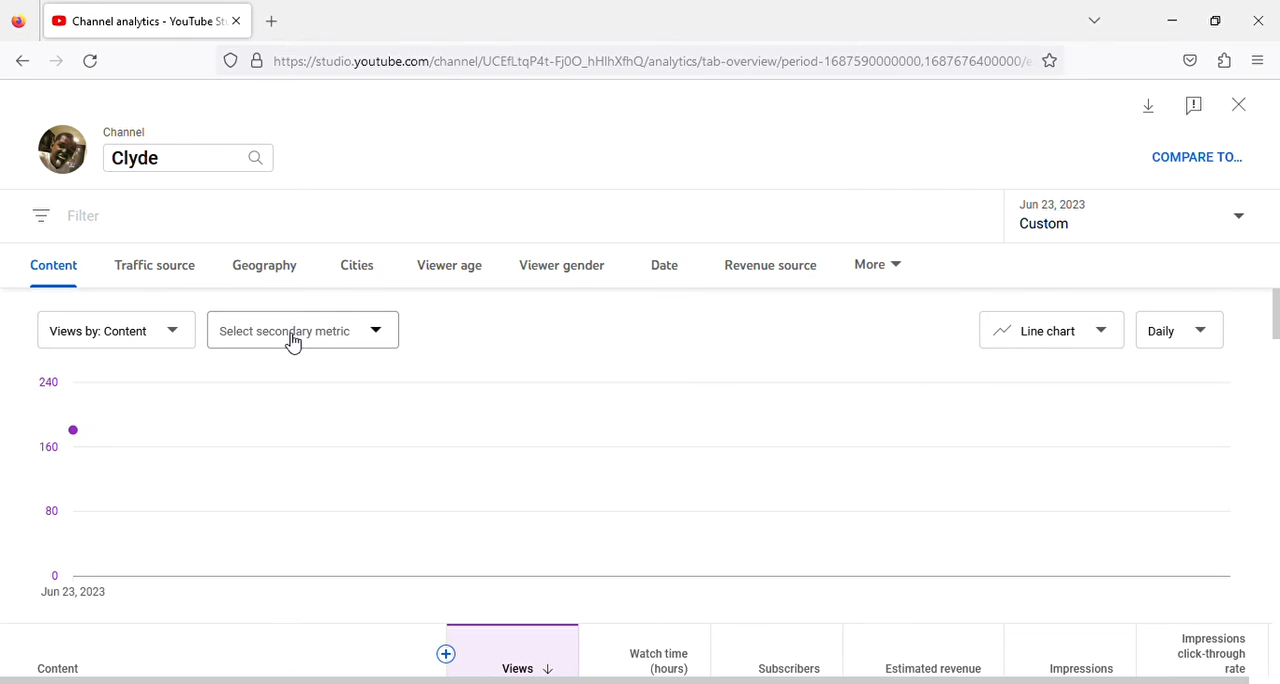 Channel analytics - YouTube St
https://studio.youtube.com/channel/UCEfLtqP4t-Fj0O_hHlhXfhQ/analytics/tab-overview/period-1687590000000,1687676400000/e
Channel
Clyde
COMPARE TO...
Filter
Jun 23, 2023
Custom
Content Traffic source Geography Cities Viewer age Viewer gender Date Revenue source More
Views by: Content Select secondary metric Line chart Daily
240
160
80
0
Jun 23, 2023
Content Views Watch time (hours) Subscribers Estimated revenue Impressions Impressions click-through rate